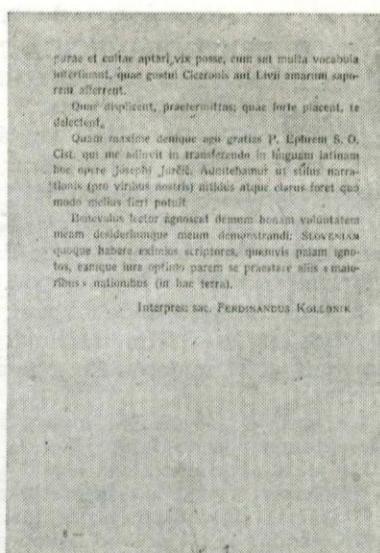 purae et cultae aptari vix posse, cum sint multa vocabula
interierant, quae gustui Ciceronis aut Livii amarum sapo-
rem afferrent.
Quae displicent, praetermittas; quae forte placent, te
delectent.
Quam maxime denique ago gratias P. Ephrem S. O.
Cist. qui me adiuvit in transferendo in linguam latinam
hoc opere Josephi Jurčič. Adnitebamur ut stilus narra-
tionis (pro viribus nostris) nitidus atque clarus foret quo
modo melius fieri potuit.
Benevolus lector agnoscat demum bonam voluntatem
meam desideriumque meum demonstrandi: SLOVENIAM
quoque habere eximios scriptores, quamvis palam igno-
tos, eamque iure optimo parem se praestare aliis «maio-
ribus» nationibus (in hac terra).
Interpres: sac. FERDINANDUS KOLEDNIK
8 —